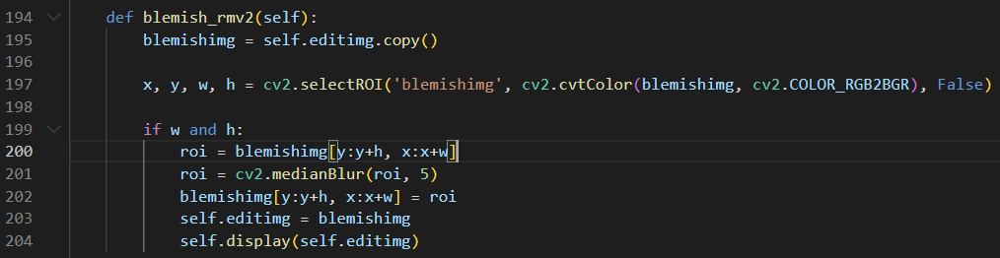 194 def blemish_rmv2(self):
195 blemishimg = self.editimg.copy()
196
197 x, y, w, h = cv2.selectROI('blemishimg', cv2.cvtColor(blemishimg, cv2.COLOR_RGB2BGR), False)
198
199 if w and h:
200 roi = blemishimg[y:y+h, x:x+w]
201 roi = cv2.medianBlur(roi, 5)
202 blemishimg[y:y+h, x:x+w] = roi
203 self.editimg = blemishimg
204 self.display(self.editimg)